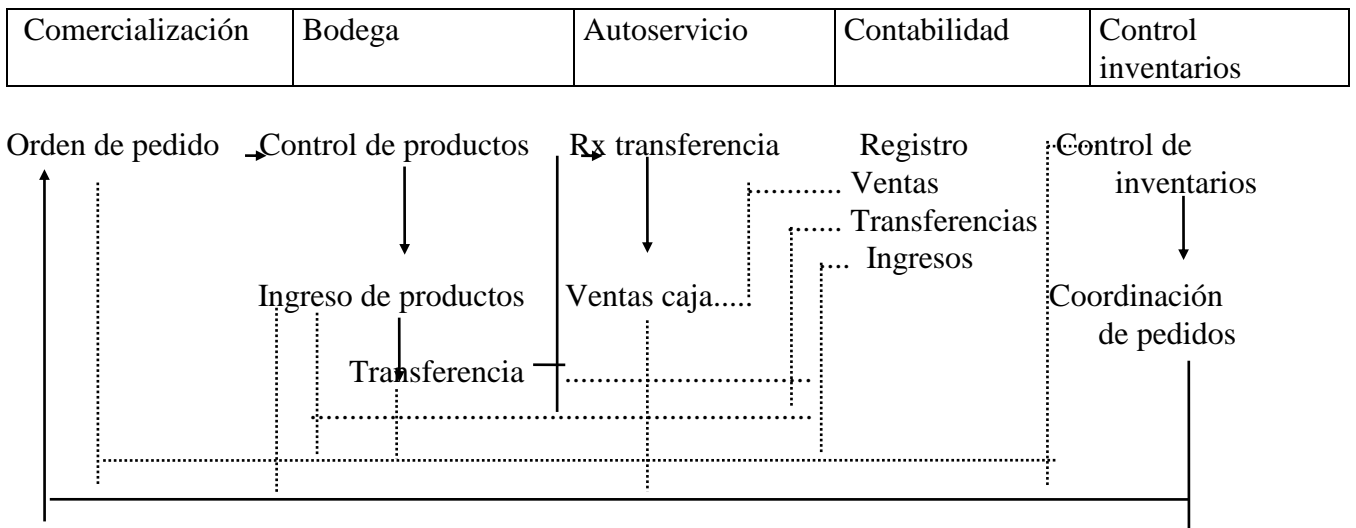 Comercialización Bodega Autoservicio Contabilidad Control
inventarios
Orden de pedido Control de productos Rx transferencia Registro Control de
Ventas inventarios
Transferencias
Ingresos
Ingreso de productos Ventas caja Coordinación
de pedidos
Transferencia